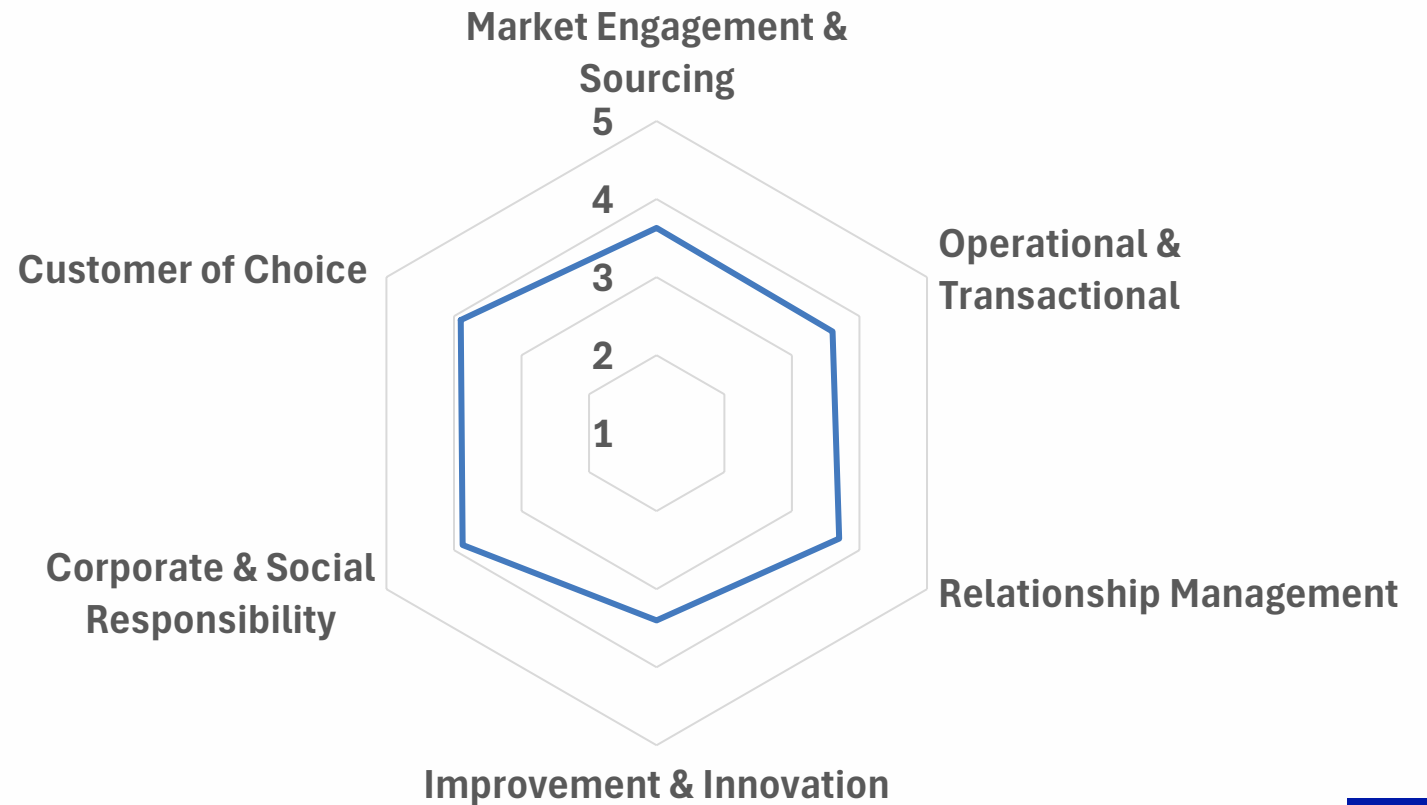 Market Engagement &
Sourcing
5
4
3
2
1
Operational &
Transactional
Relationship Management
Improvement & Innovation
Corporate & Social
Responsibility
Customer of Choice